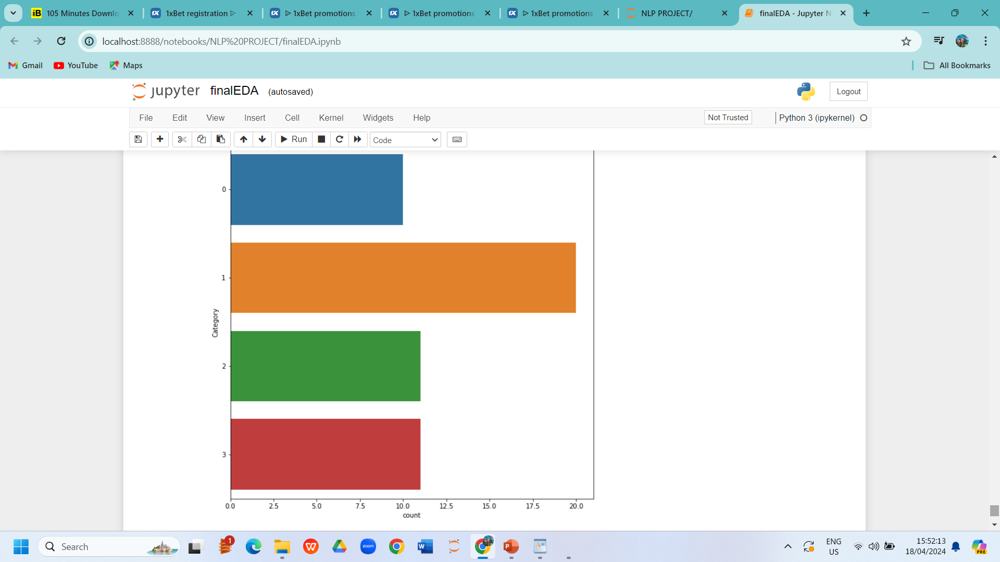 105 Minutes Downlo
1xBet registration ▷
▷ 1xBet promotions
▷ 1xBet promotions
▷ 1xBet promotions
NLP PROJECT/
finalEDA - Jupyter N
localhost:8888/notebooks/NLP%20PROJECT/finalEDA.ipynb
Gmail YouTube Maps All Bookmarks
jupyter finalEDA (autosaved) Logout
File Edit View Insert Cell Kernel Widgets Help Not Trusted Python 3 (ipykernel)
Run Code
0
1
Category
2
3
0.0 2.5 5.0 7.5 10.0 12.5 15.0 17.5 20.0
count
Search 1 zoom ENG US 15:52:13 18/04/2024 PRE